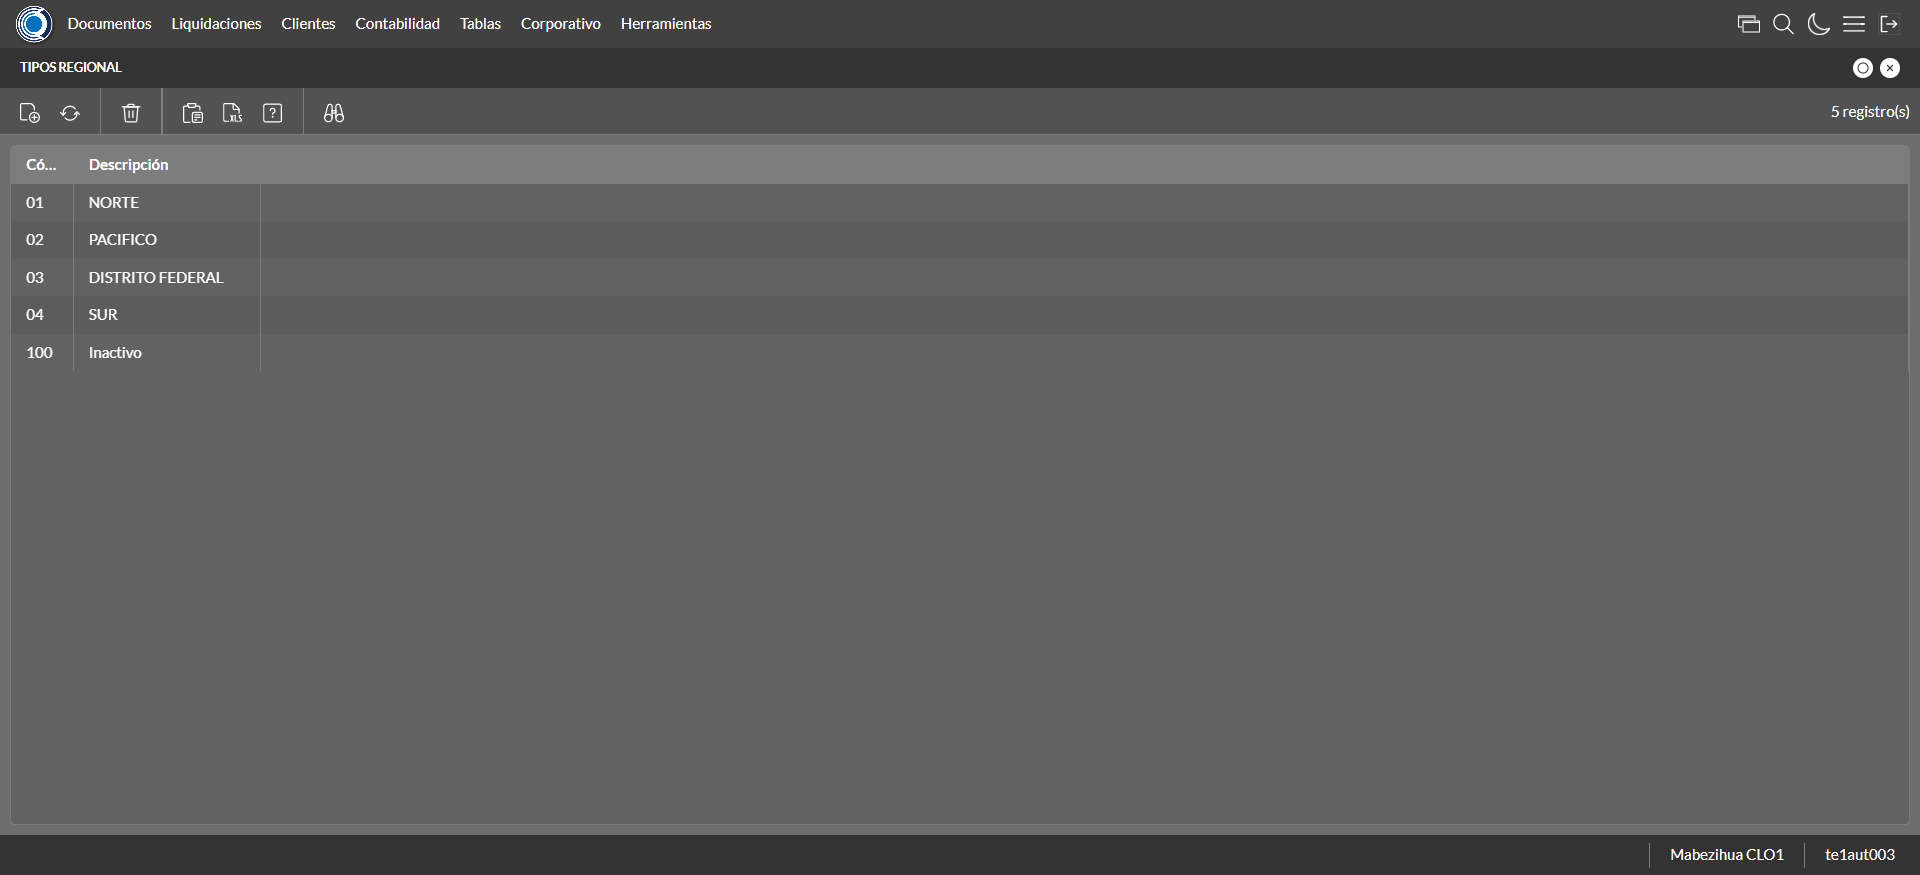 Documentos Liquidaciones Clientes Contabilidad Tablas Corporativo Herramientas
TIPOS REGIONAL
XLS ? 5 registro(s)
Có... Descripción
01 NORTE
02 PACIFICO
03 DISTRITO FEDERAL
04 SUR
100 Inactivo
Mabezihua CLO1 te1aut003